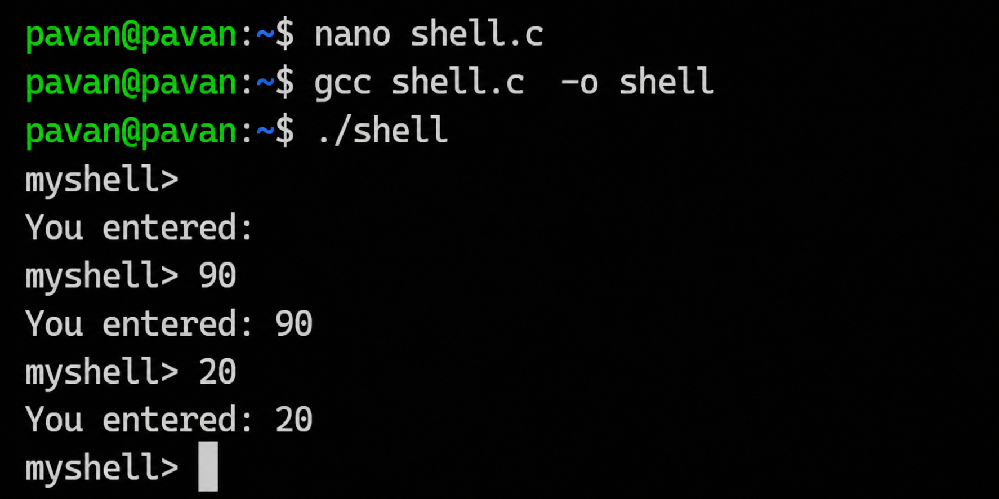 pavan@pavan:~$ nano shell.c
pavan@pavan:~$ gcc shell.c  -o shell
pavan@pavan:~$ ./shell
myshell>
You entered:
myshell> 90
You entered: 90
myshell> 20
You entered: 20
myshell>